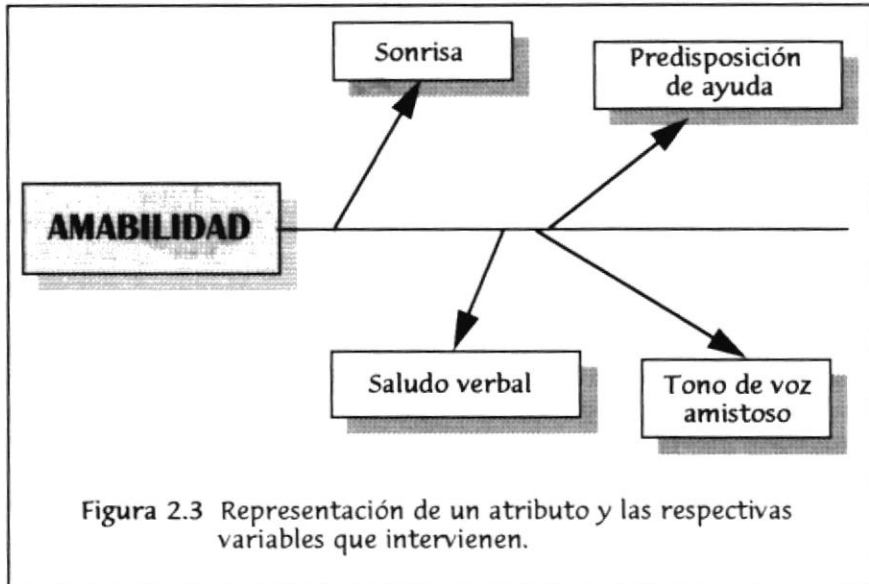 Sonrisa
Predisposición
de ayuda
AMABILIDAD
Saludo verbal
Tono de voz
amistoso
Figura 2.3 Representación de un atributo y las respectivas
variables que intervienen.